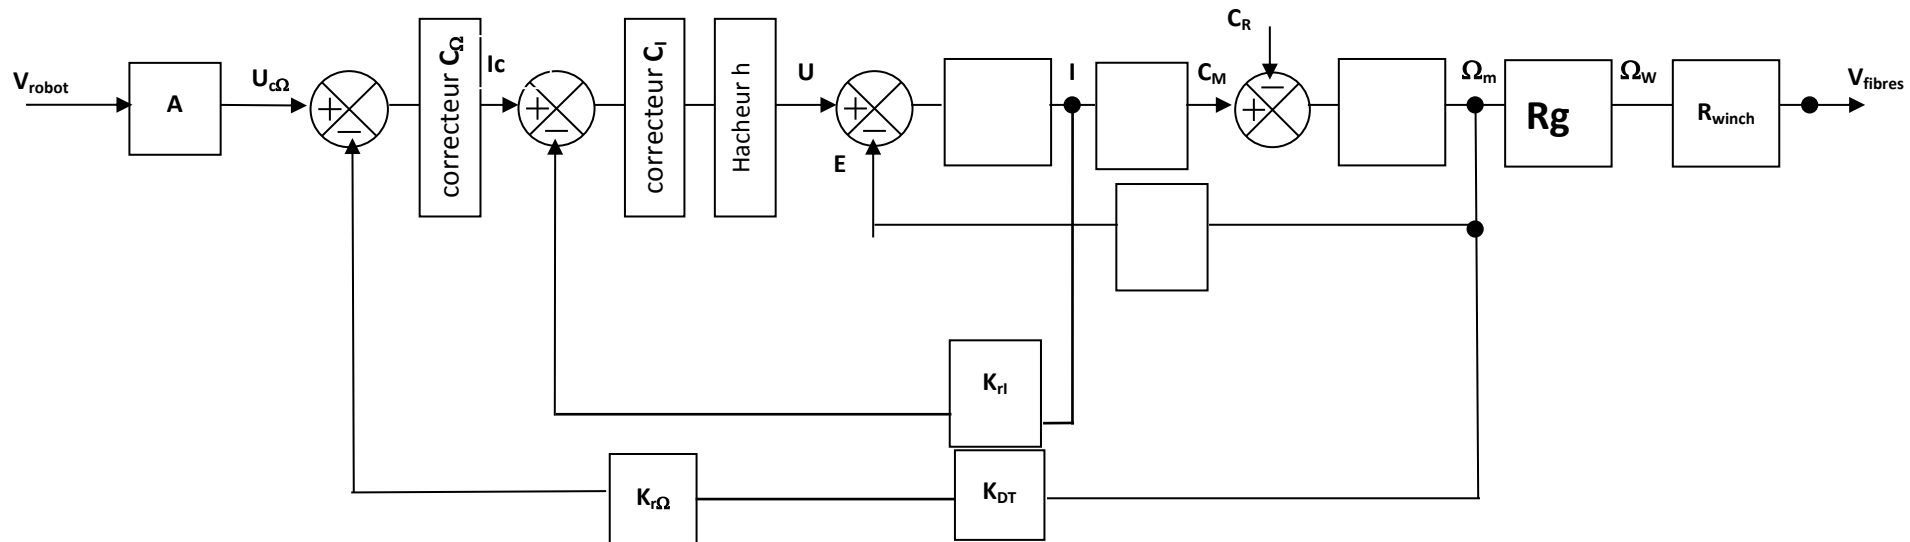 V_robot
A
U_cΩ
+
−
correcteur C_Ω
Ic
+
−
correcteur C_I
Hacheur h
U
+
−
E
I
C_M
C_R
−
+
Ω_m
Rg
Ω_W
R_winch
V_fibres
K_rI
K_rΩ
K_DT